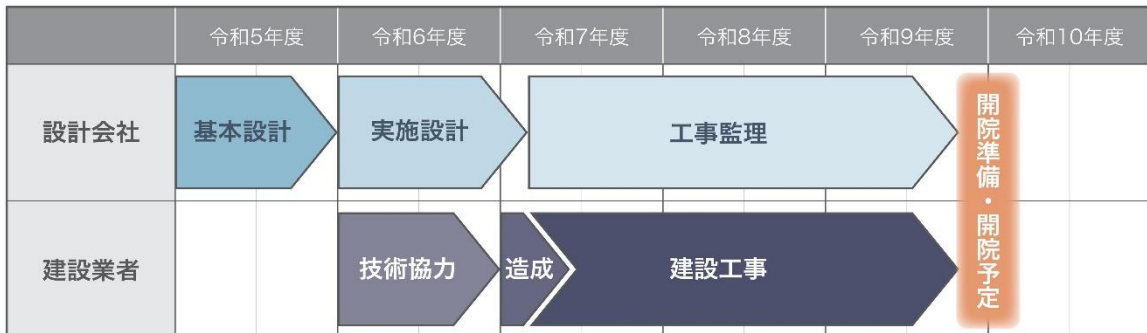 令和5年度
令和6年度
令和7年度
令和8年度
令和9年度
令和10年度
設計会社
基本設計
実施設計
工事監理
開院準備・開院予定
建設業者
技術協力
造成
建設工事